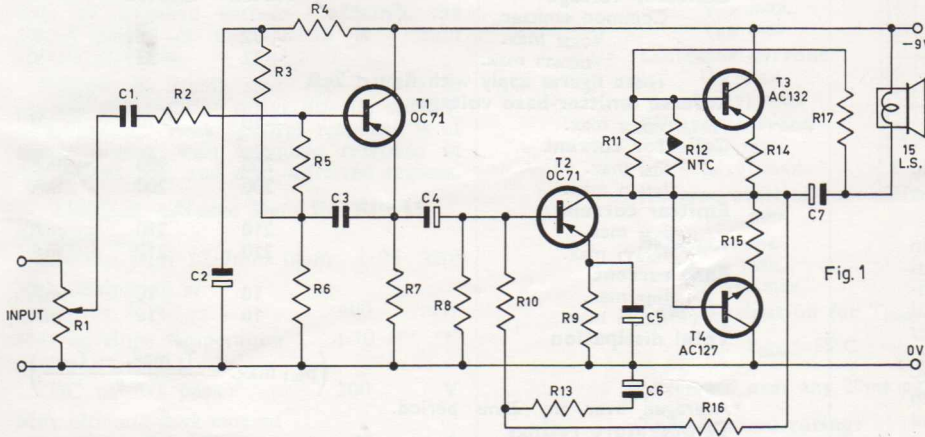 R4
-9V
R3
T3
AC132
C1
R2
T1
OC71
R17
R11
R12
NTC
R14
15
L.S.
R5
T2
OC71
C3
C4
C7
R15
Fig.1
C2
R6
R7
R8
R10
INPUT
R1
R9
C5
T4
AC127
0V
C6
R13
R16